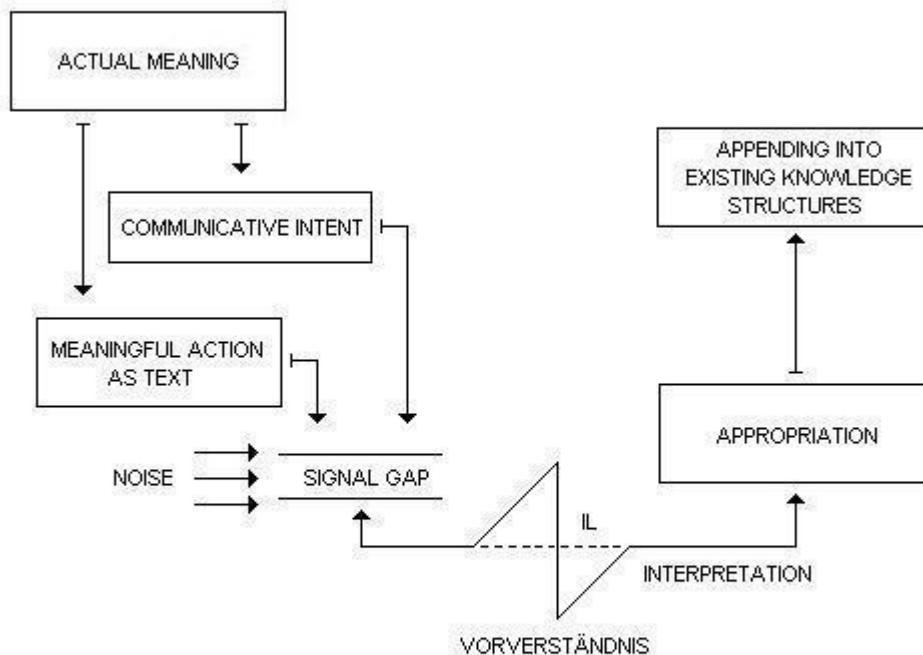 ACTUAL MEANING
COMMUNICATIVE INTENT
MEANINGFUL ACTION
AS TEXT
NOISE
SIGNAL GAP
IL
VORVERSTÄNDNIS
INTERPRETATION
APPROPRIATION
APPENDING INTO
EXISTING KNOWLEDGE
STRUCTURES